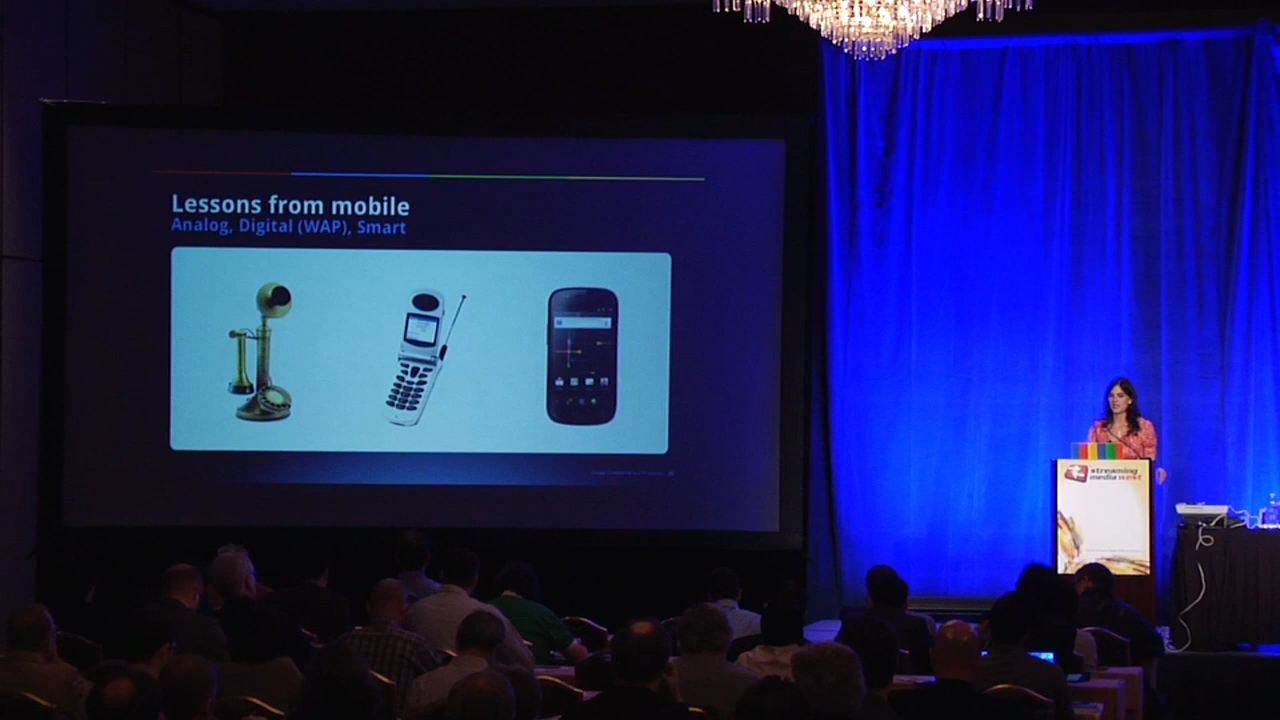 Lessons from mobile
Analog, Digital (WAP), Smart
streaming
media west